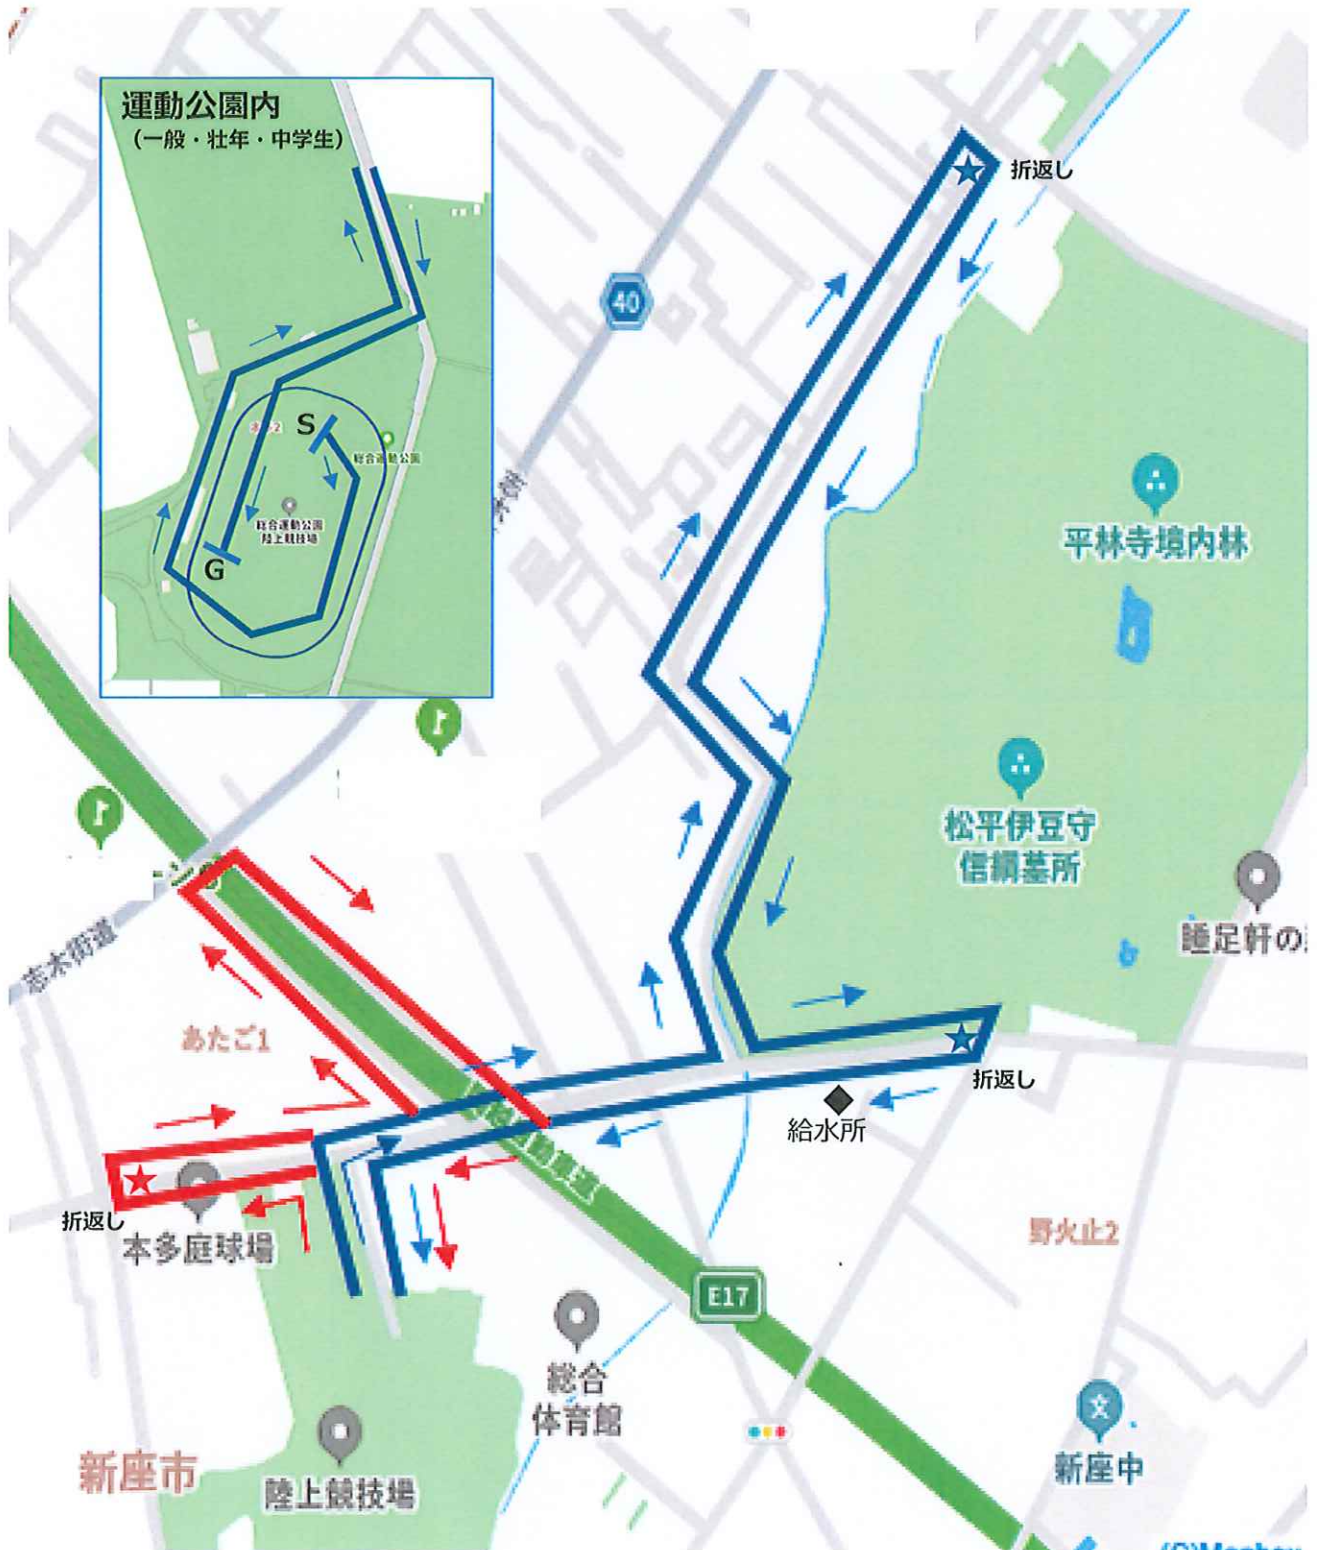 運動公園内
(一般・壮年・中学生)
折返し
40
S
総合運動公園
総合運動公園
陸上競技場
G
平林寺境内林
松平伊豆守
信綱墓所
睡足軒の
志木街道
あたご1
折返し
給水所
折返し
本多庭球場
野火止2
E17
総合
体育館
新座市
陸上競技場
文
新座中